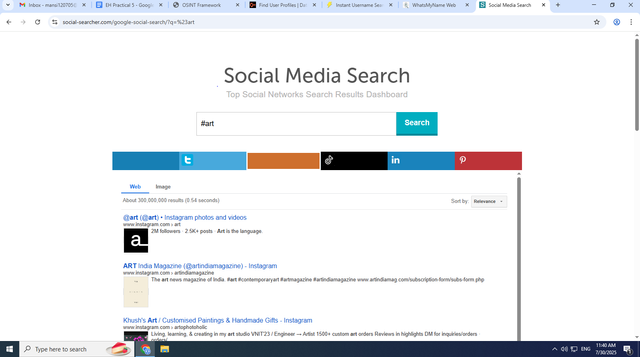 Inbox - mansi120705@
EH Practical 5 - Google
OSINT Framework
Find User Profiles | Da
Instant Username Sea
WhatsMyName Web
Social Media Search
social-searcher.com/google-social-search/?q=%23art
Social Media Search
Top Social Networks Search Results Dashboard
#art
Search
Web
Image
About 300,000,000 results (0.54 seconds)
Sort by:
Relevance
@art (@art) • Instagram photos and videos
www.instagram.com › art
2M followers · 2.5K+ posts · Art is the language.
ART India Magazine (@artindiamagazine) - Instagram
www.instagram.com › artindiamagazine
The art news magazine of India. #art #contemporaryart #artmagazine #artindiamagazine www.artindiamag.com/subscription-form/subs-form.php
Khush's Art / Customised Paintings & Handmade Gifts - Instagram
www.instagram.com › artopholoholic
Living, learning, & creating in my art studio VNIT'23 / Engineer → Artist 1500+ custom art orders Reviews in highlights DM for inquiries/orders
Type here to search
ENG
11:40 AM
7/30/2025